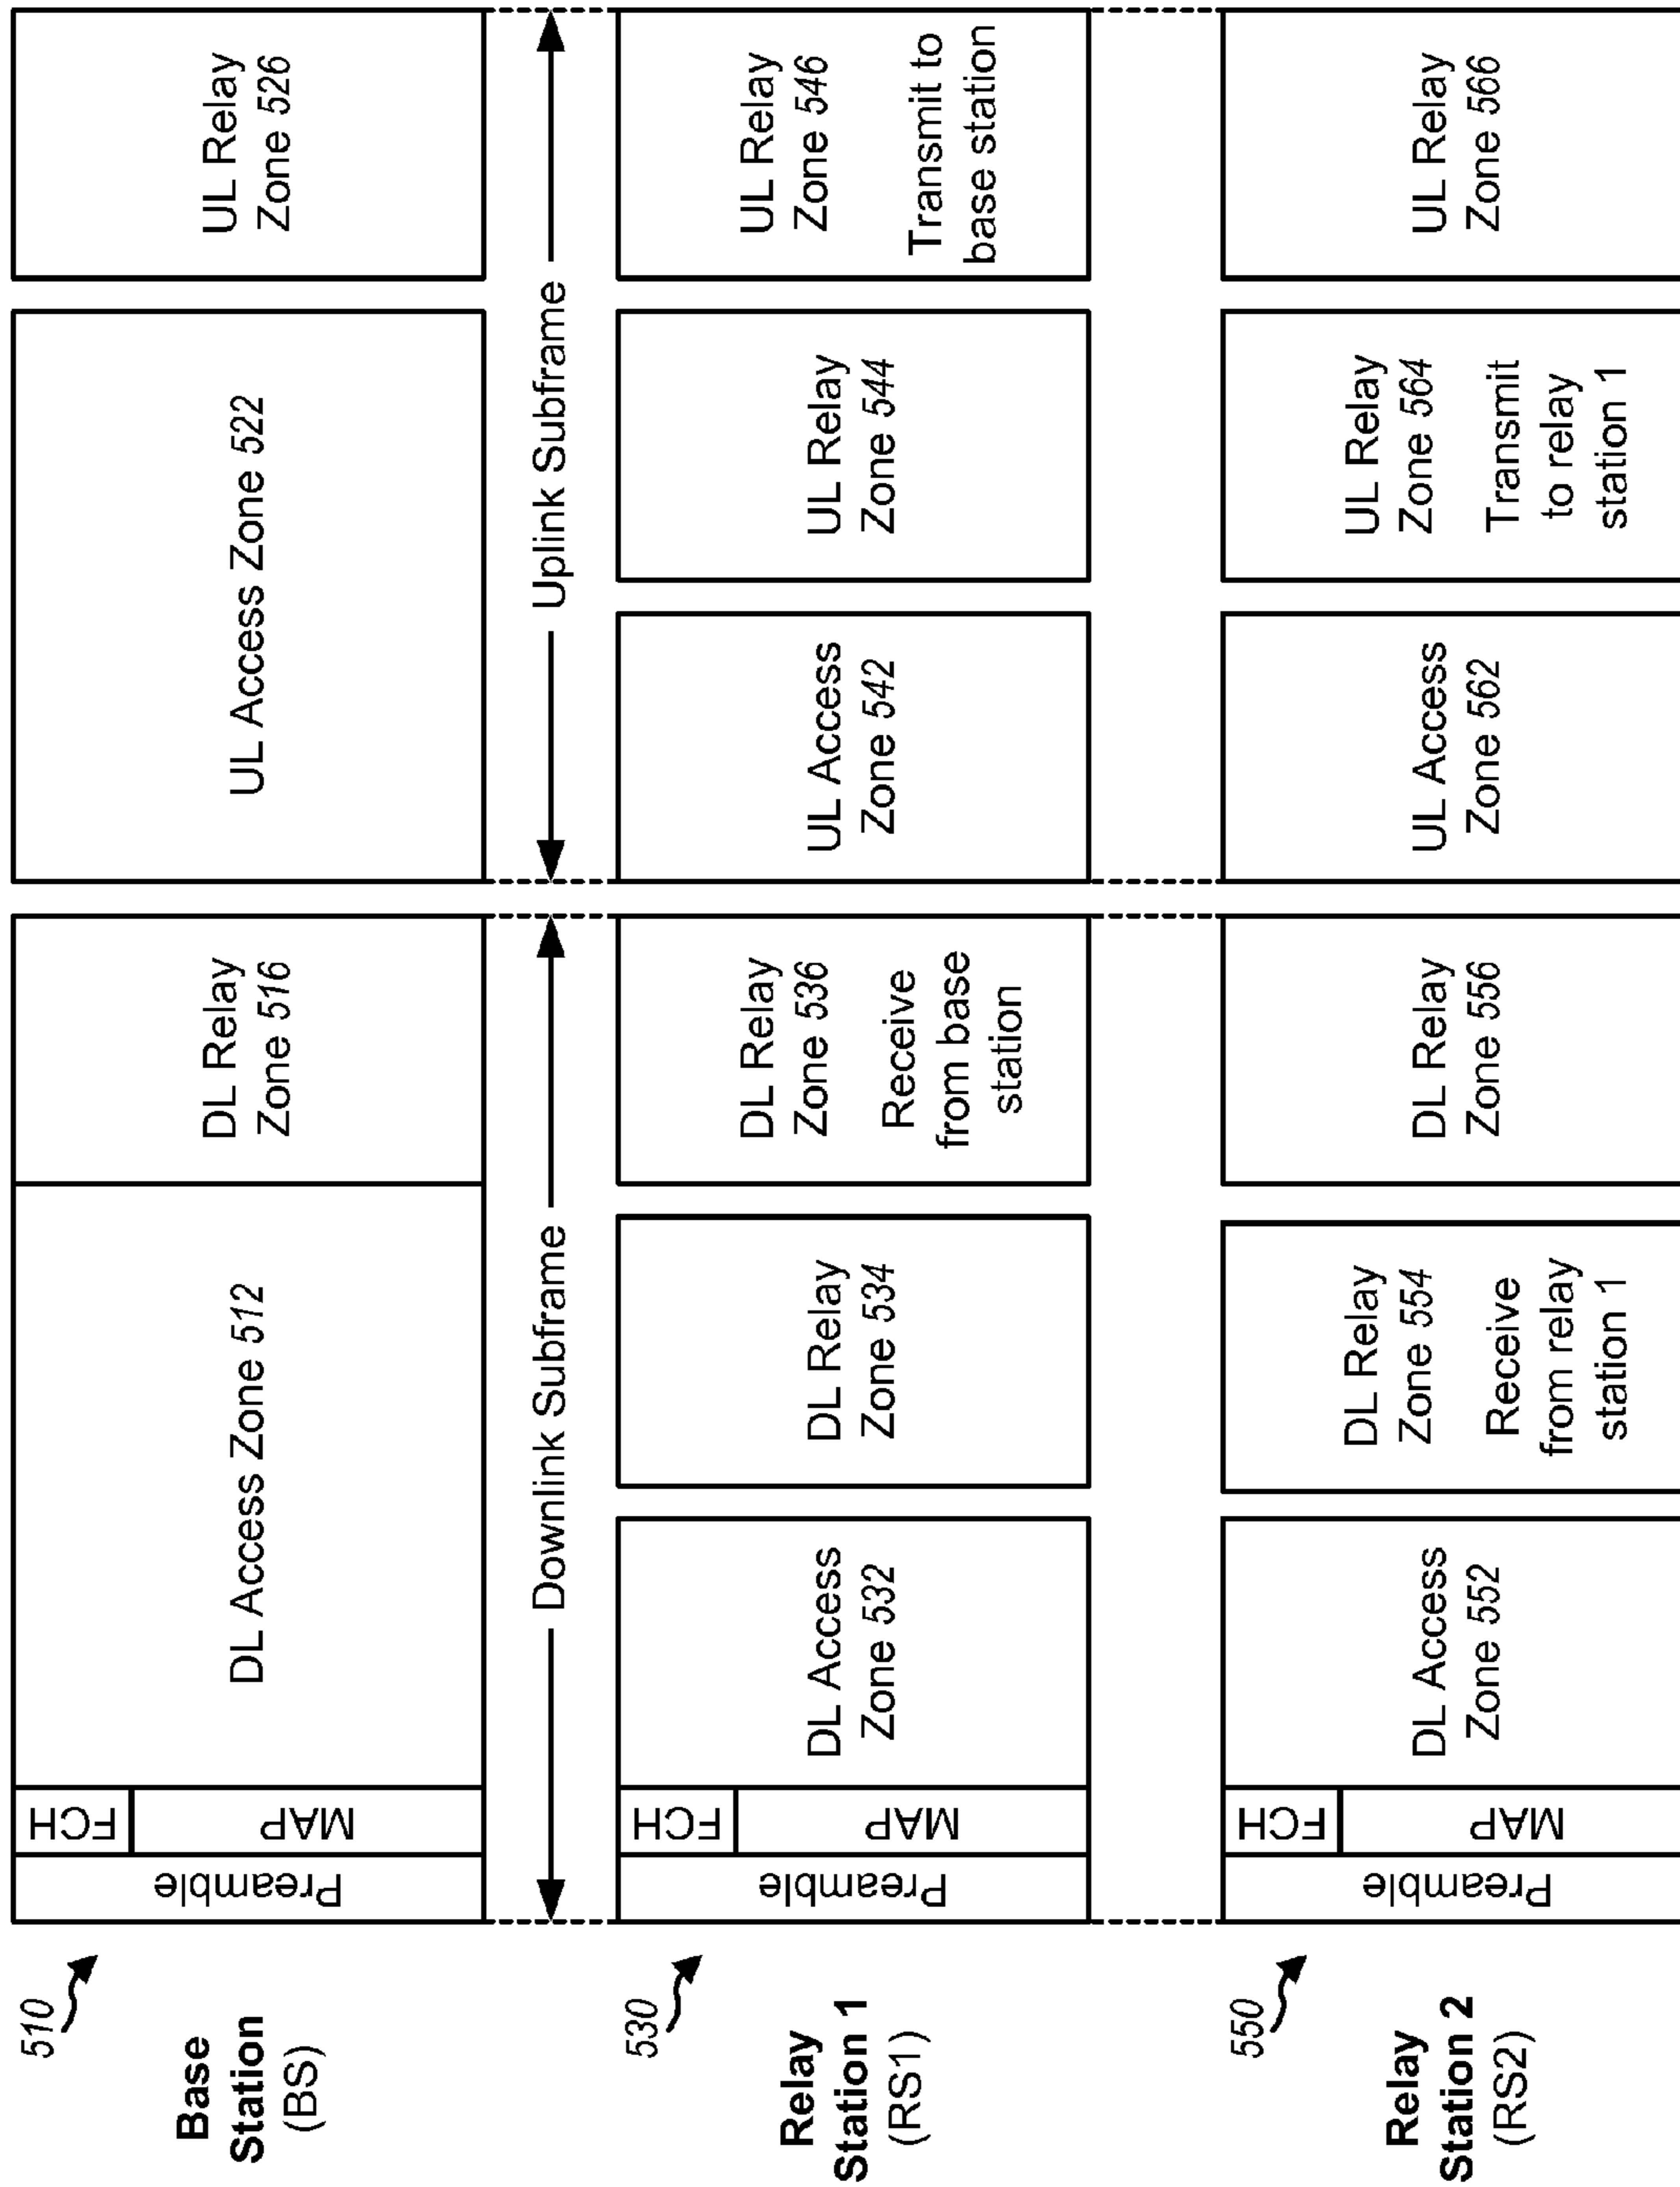 510
Base
Station
(BS)
Preamble
FCH
MAP
DL Access Zone 512
DL Relay
Zone 516
UL Access Zone 522
UL Relay
Zone 526
Downlink Subframe
Uplink Subframe
530
Relay
Station 1
(RS1)
Preamble
FCH
MAP
DL Access
Zone 532
DL Relay
Zone 534
DL Relay
Zone 536
Receive
from base
station
UL Access
Zone 542
UL Relay
Zone 544
UL Relay
Zone 546
Transmit to
base station
550
Relay
Station 2
(RS2)
Preamble
FCH
MAP
DL Access
Zone 552
DL Relay
Zone 554
Receive
from relay
station 1
DL Relay
Zone 556
UL Access
Zone 562
UL Relay
Zone 564
Transmit
to relay
station 1
UL Relay
Zone 566